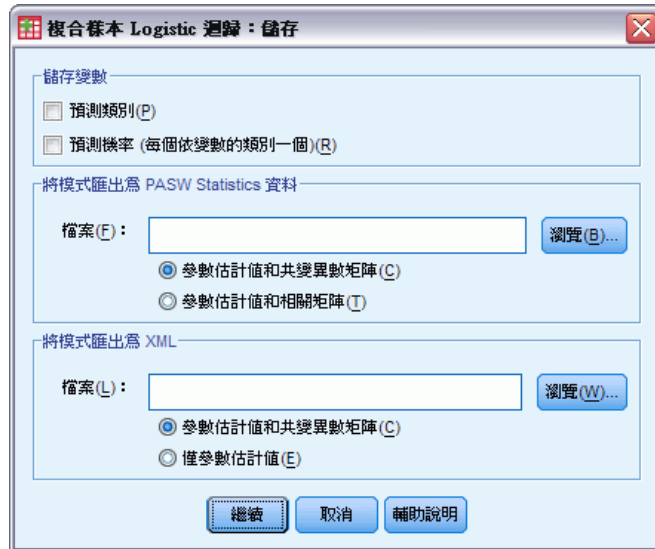 複合樣本 Logistic 迴歸：儲存
儲存變數
預測類別(P)
預測機率 (每個依變數的類別一個)(R)
將模式匯出為 PASW Statistics 資料
檔案(F)：
瀏覽(B)...
參數估計值和共變異數矩陣(C)
參數估計值和相關矩陣(T)
將模式匯出為 XML
檔案(L)：
瀏覽(W)...
參數估計值和共變異數矩陣(C)
僅參數估計值(E)
繼續 取消 輔助說明